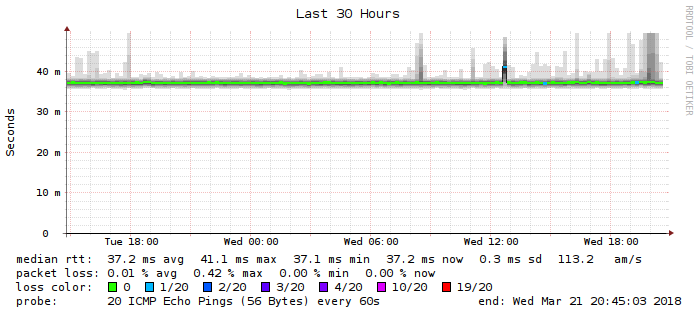 Last 30 Hours
RRDTOOL / TOBI OETIKER
Seconds
40 m
30 m
20 m
10 m
0
Tue 18:00 Wed 00:00 Wed 06:00 Wed 12:00 Wed 18:00
median rtt: 37.2 ms avg 41.1 ms max 37.1 ms min 37.2 ms now 0.3 ms sd 113.2 am/s
packet loss: 0.01 % avg 0.42 % max 0.00 % min 0.00 % now
loss color: 0 1/20 2/20 3/20 4/20 10/20 19/20
probe: 20 ICMP Echo Pings (56 Bytes) every 60s end: Wed Mar 21 20:45:03 2018